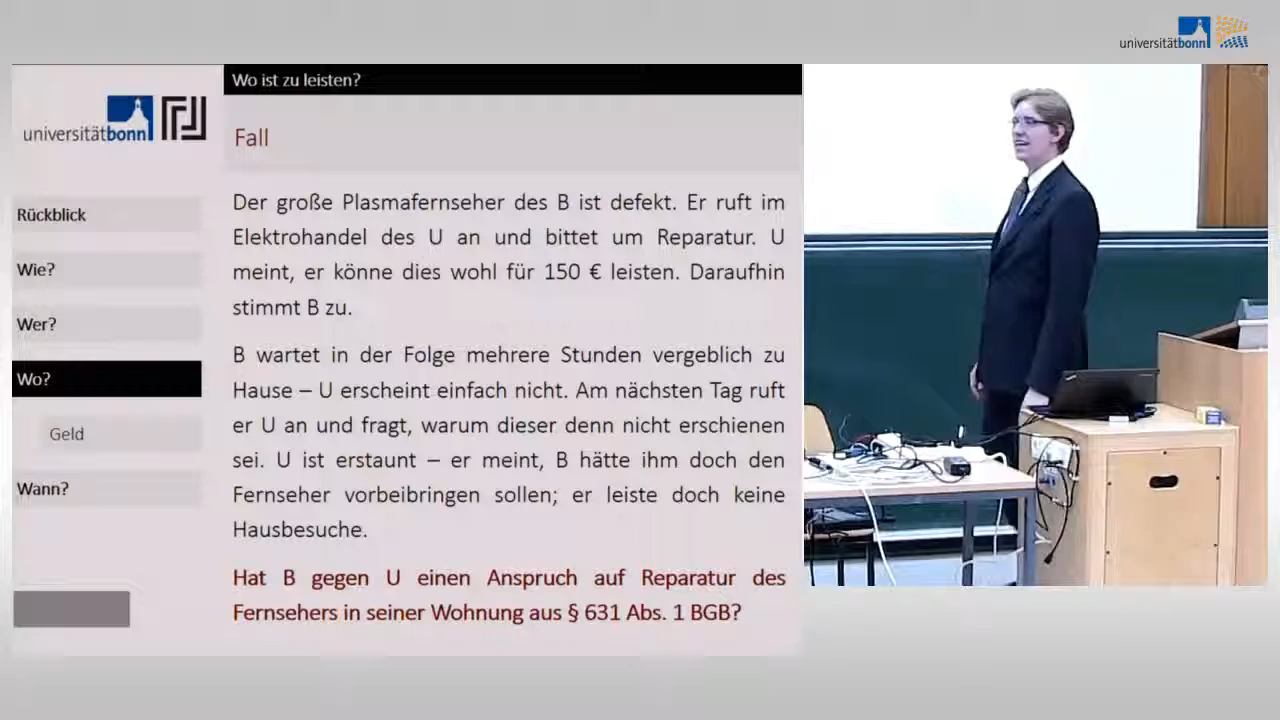 universitätbonn
Wo ist zu leisten?
universitätbonn
Fall
Rückblick
Wie?
Wer?
Wo?
Geld
Wann?
Der große Plasmafernseher des B ist defekt. Er ruft im
Elektrohandel des U an und bittet um Reparatur. U
meint, er könne dies wohl für 150 € leisten. Daraufhin
stimmt B zu.
B wartet in der Folge mehrere Stunden vergeblich zu
Hause – U erscheint einfach nicht. Am nächsten Tag ruft
er U an und fragt, warum dieser denn nicht erschienen
sei. U ist erstaunt – er meint, B hätte ihm doch den
Fernseher vorbeibringen sollen; er leiste doch keine
Hausbesuche.
Hat B gegen U einen Anspruch auf Reparatur des
Fernsehers in seiner Wohnung aus § 631 Abs. 1 BGB?